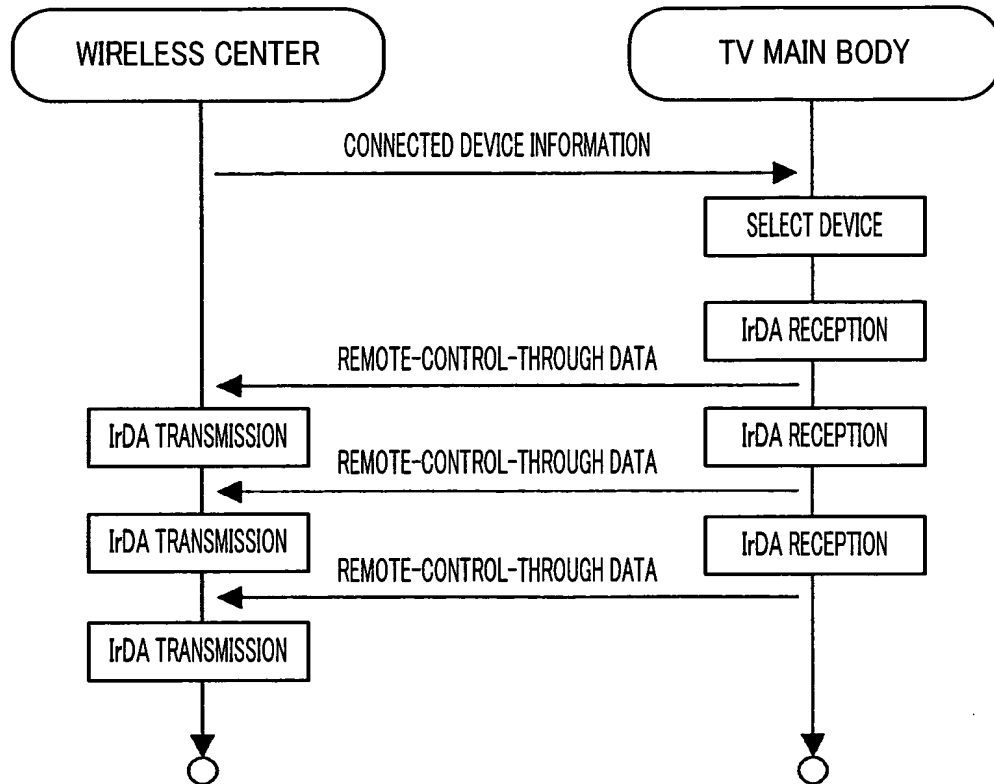 WIRELESS CENTER
TV MAIN BODY
CONNECTED DEVICE INFORMATION
SELECT DEVICE
IrDA RECEPTION
REMOTE-CONTROL-THROUGH DATA
IrDA TRANSMISSION
IrDA RECEPTION
REMOTE-CONTROL-THROUGH DATA
IrDA TRANSMISSION
IrDA RECEPTION
REMOTE-CONTROL-THROUGH DATA
IrDA TRANSMISSION